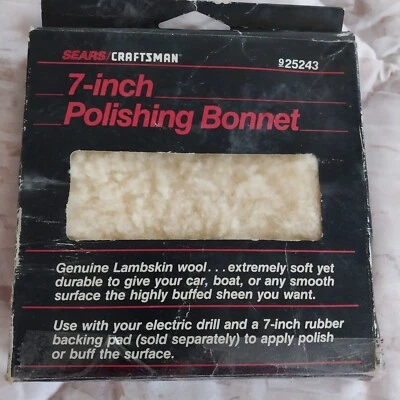 SEARS/CRAFTSMAN
925243
7-inch
Polishing Bonnet
Genuine Lambskin wool...extremely soft yet
durable to give your car, boat, or any smooth
surface the highly buffed sheen you want.
Use with your electric drill and a 7-inch rubber
backing pad (sold separately) to apply polish
or buff the surface.